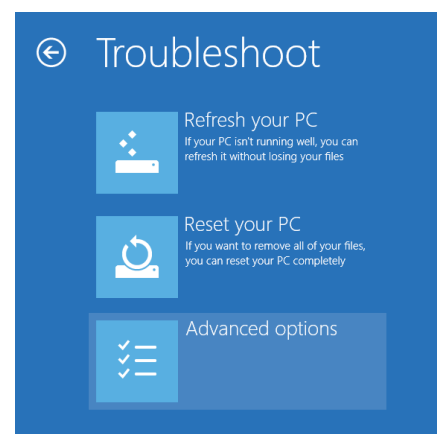 Troubleshoot
Refresh your PC
If your PC isn't running well, you can
refresh it without losing your files
Reset your PC
If you want to remove all of your files,
you can reset your PC completely
Advanced options